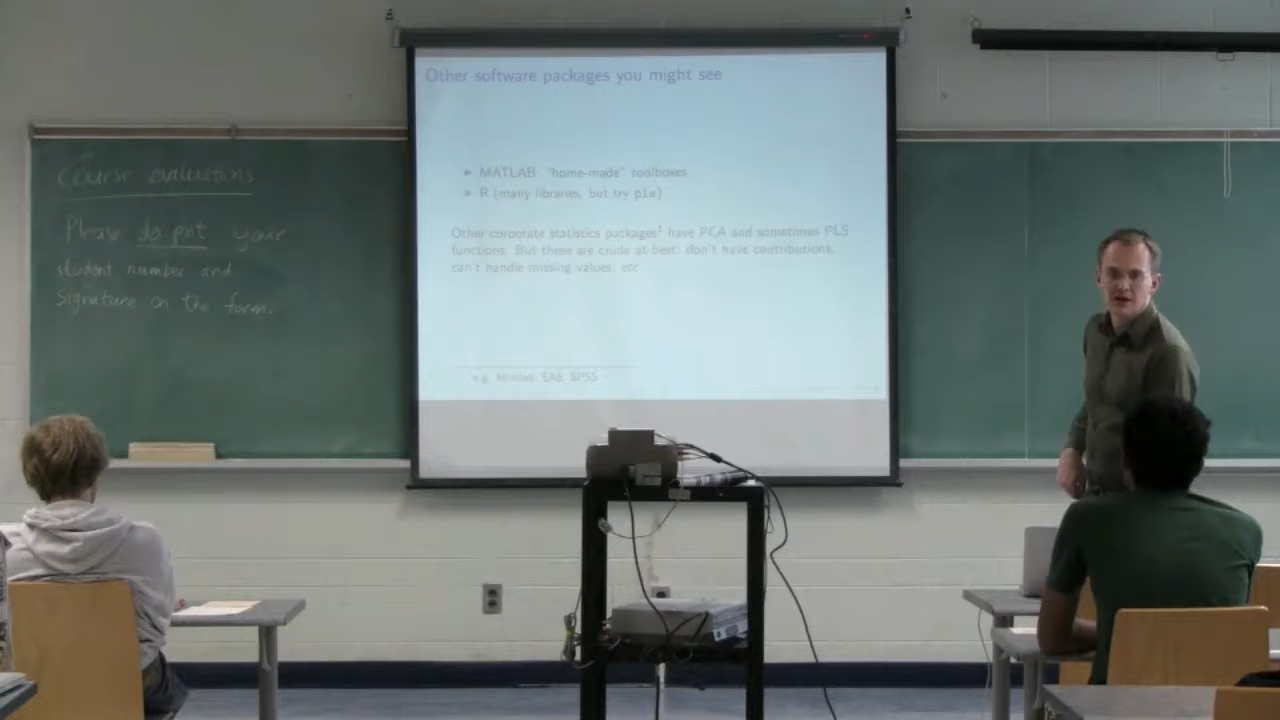 Course evaluations
Please do not your
student number and
signature on the form.
Other software packages you might see
MATLAB "home-made" toolboxes
R (many libraries, but try pls)
Other corporate statistics packages¹ have PCA and sometimes PLS
functions. But these are crude at-best: don't have contributions,
can't handle missing values, etc
e.g. Minitab, SAS, SPSS